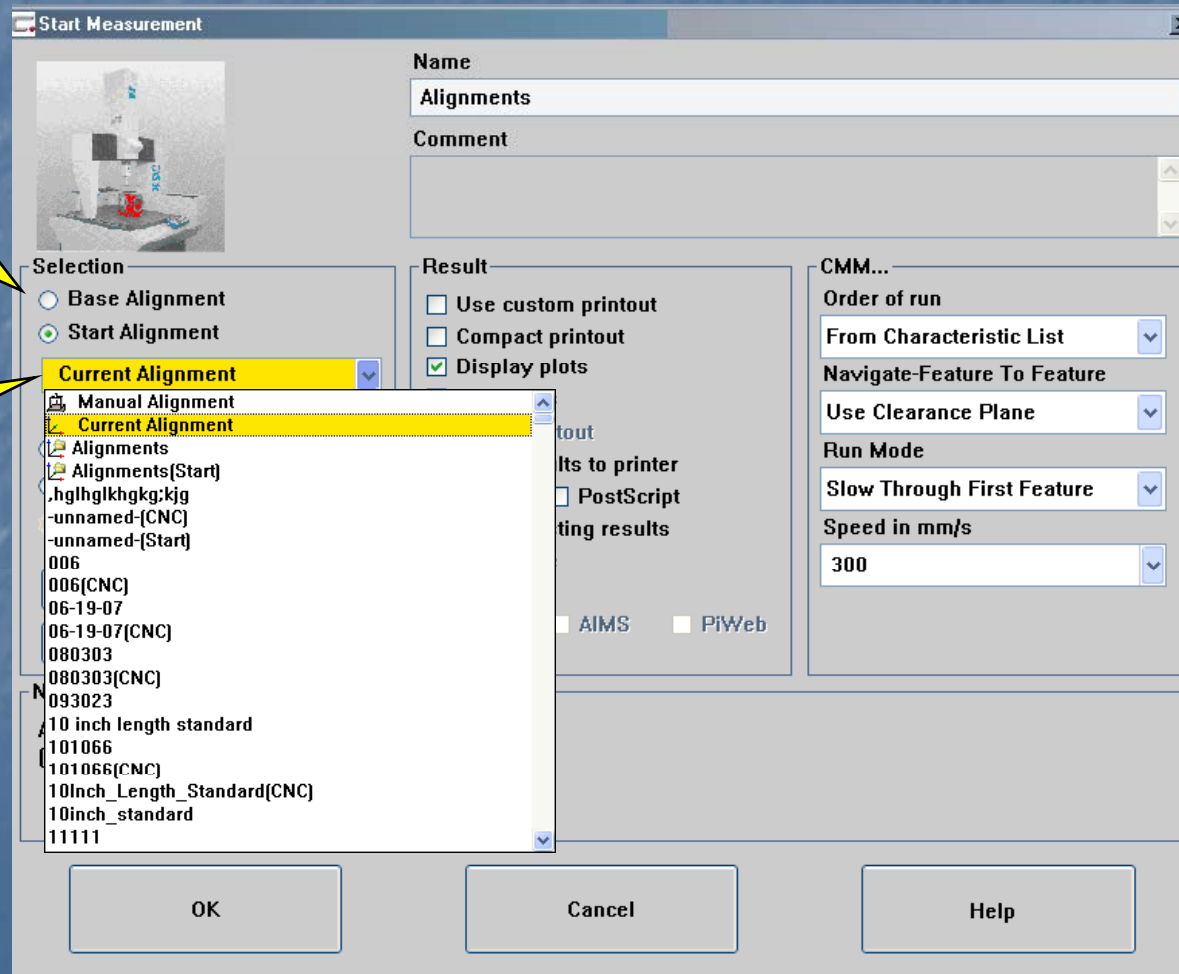 Start Measurement
Name
Alignments
Comment
Selection
Base Alignment
Start Alignment
Current Alignment
Manual Alignment
Current Alignment
Alignments
Alignments(Start)
,hglhglkhgkg;kjg
-unnamed-(CNC)
-unnamed-(Start)
006
006(CNC)
06-19-07
06-19-07(CNC)
080303
080303(CNC)
093023
10 inch length standard
101066
101066(CNC)
10Inch_Length_Standard(CNC)
10inch_standard
11111
Result
Use custom printout
Compact printout
Display plots
tout
lts to printer
PostScript
ting results
AIMS PiWeb
CMM...
Order of run
From Characteristic List
Navigate-Feature To Feature
Use Clearance Plane
Run Mode
Slow Through First Feature
Speed in mm/s
300
OK Cancel Help